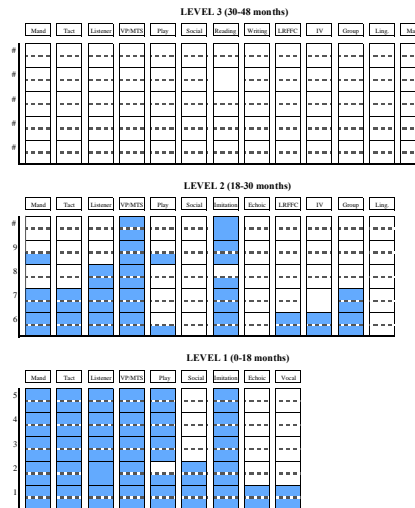 LEVEL 3 (30-48 months)
Mand Tact Listener VP/MTS Play Social Reading Writing LRFFC IV Group Ling. Ma
#
#
#
#
#
LEVEL 2 (18-30 months)
Mand Tact Listener VP/MTS Play Social Imitation Echoic LRFFC IV Group Ling.
#
9
8
7
6
LEVEL 1 (0-18 months)
Mand Tact Listener VP/MTS Play Social Imitation Echoic Vocal
5
4
3
2
1